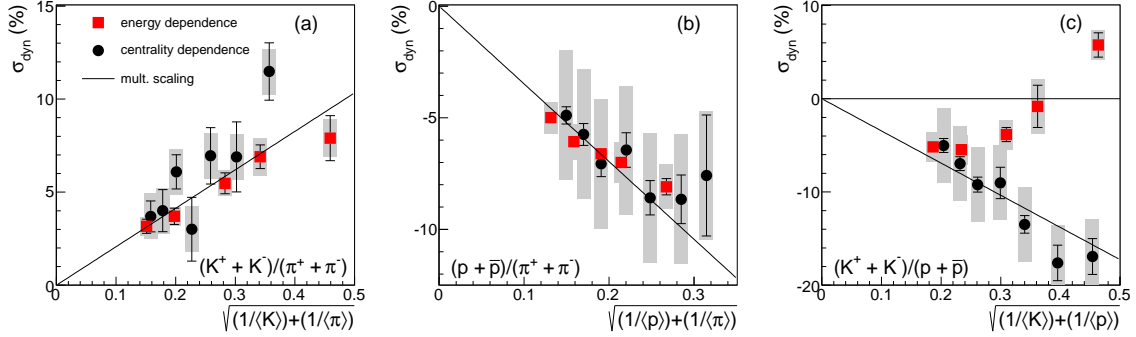 (a)
energy dependence
centrality dependence
mult. scaling
σdyn (%)
15
10
5
0
(K⁺ + K⁻)/(π⁺ + π⁻)
0 0.1 0.2 0.3 0.4 0.5
√(1/⟨K⟩)+(1/⟨π⟩)
(b)
σdyn (%)
0
-5
-10
(p + p̅)/(π⁺ + π⁻)
0 0.1 0.2 0.3
√(1/⟨p⟩)+(1/⟨π⟩)
(c)
σdyn (%)
10
0
-10
-20
(K⁺ + K⁻)/(p + p̅)
0 0.1 0.2 0.3 0.4 0.5
√(1/⟨K⟩)+(1/⟨p⟩)